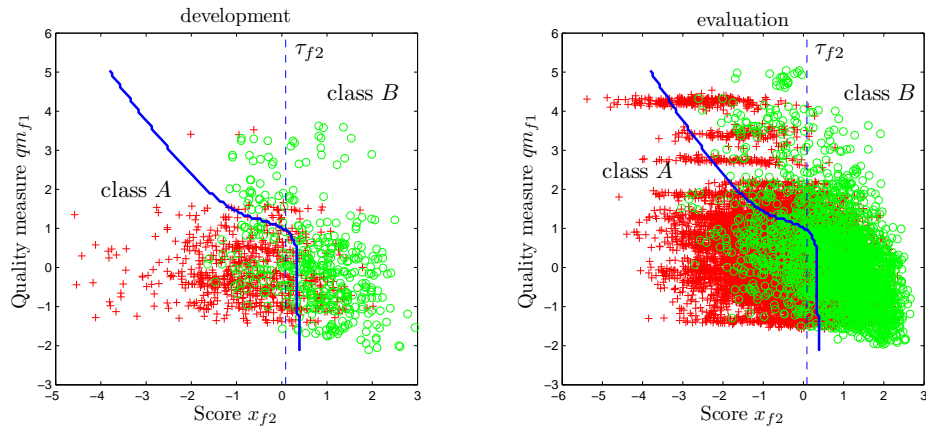 development
τf2
class B
class A
Quality measure qmf1
6
5
4
3
2
1
0
−1
−2
−3
−5 −4 −3 −2 −1 0 1 2 3
Score xf2
evaluation
τf2
class B
class A
Quality measure qmf1
6
5
4
3
2
1
0
−1
−2
−3
−6 −5 −4 −3 −2 −1 0 1 2 3
Score xf2